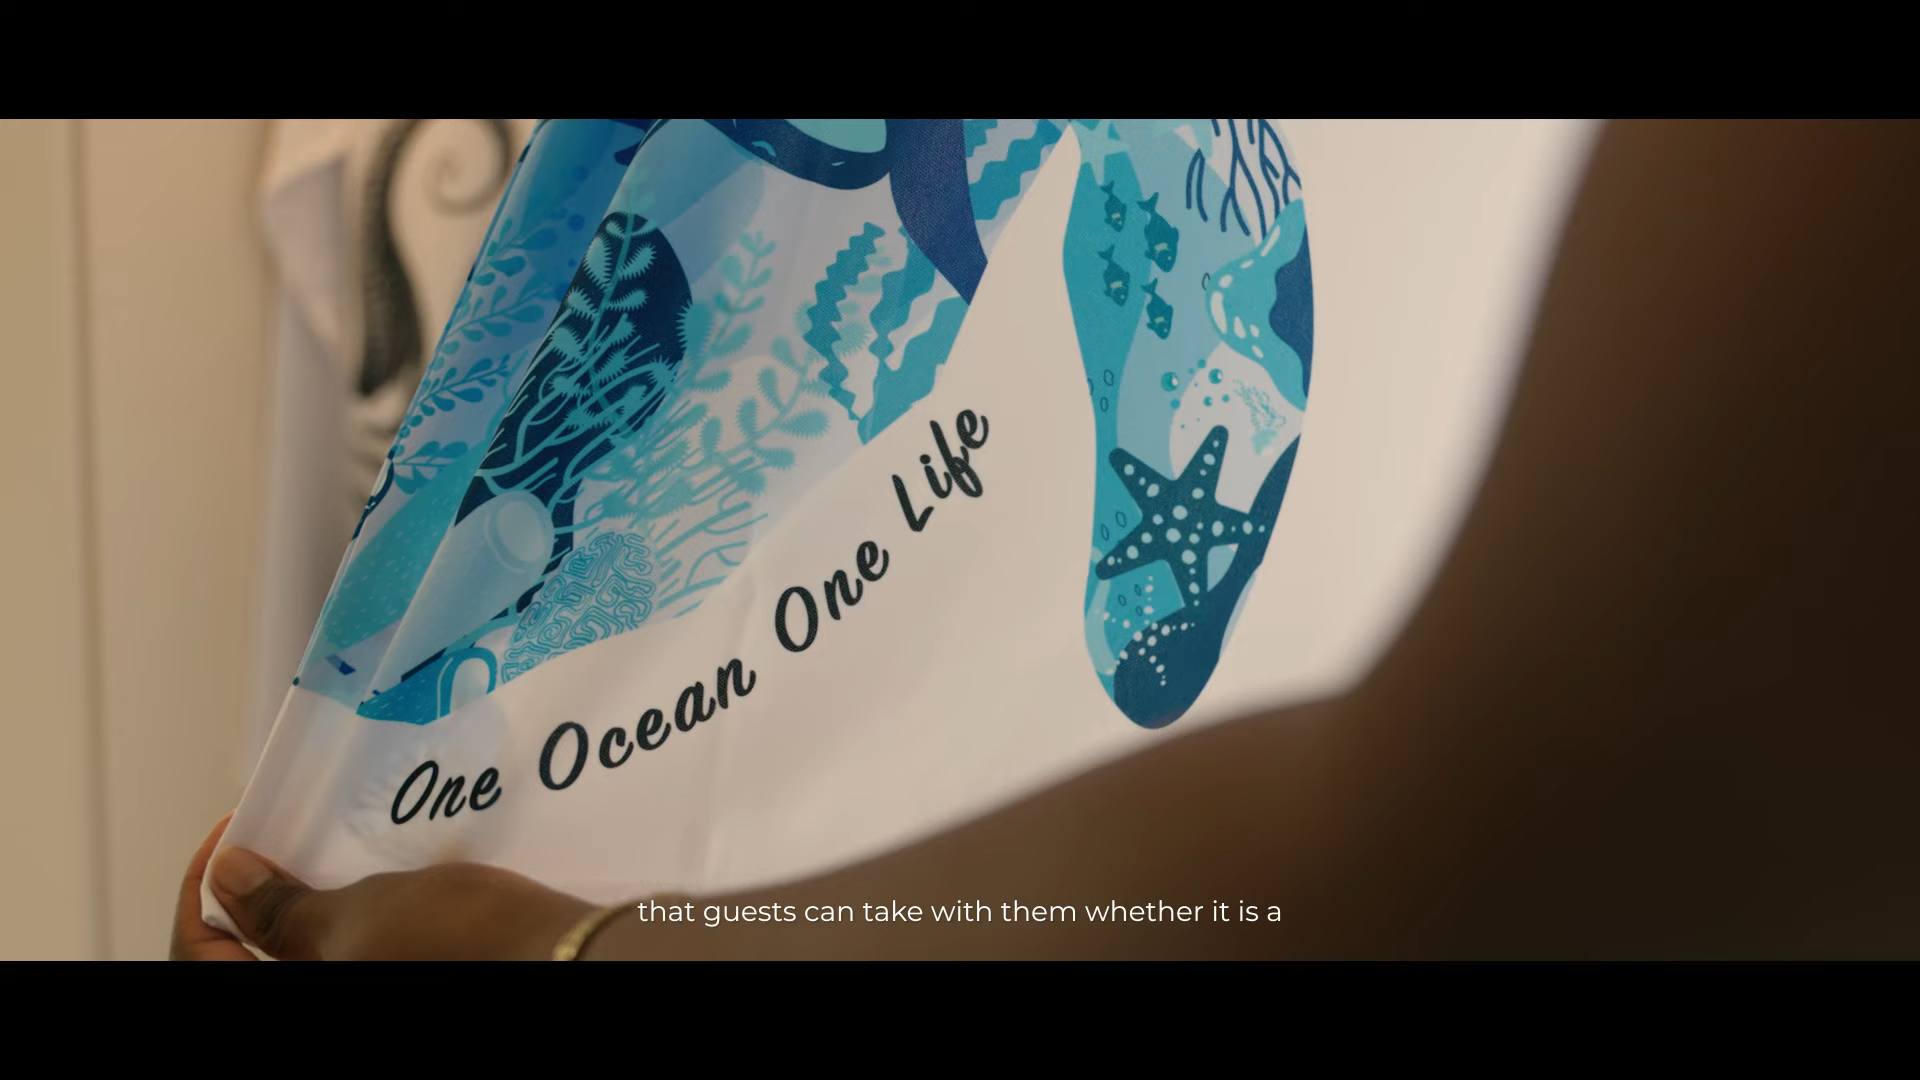 One Ocean One Life
that guests can take with them whether it is a